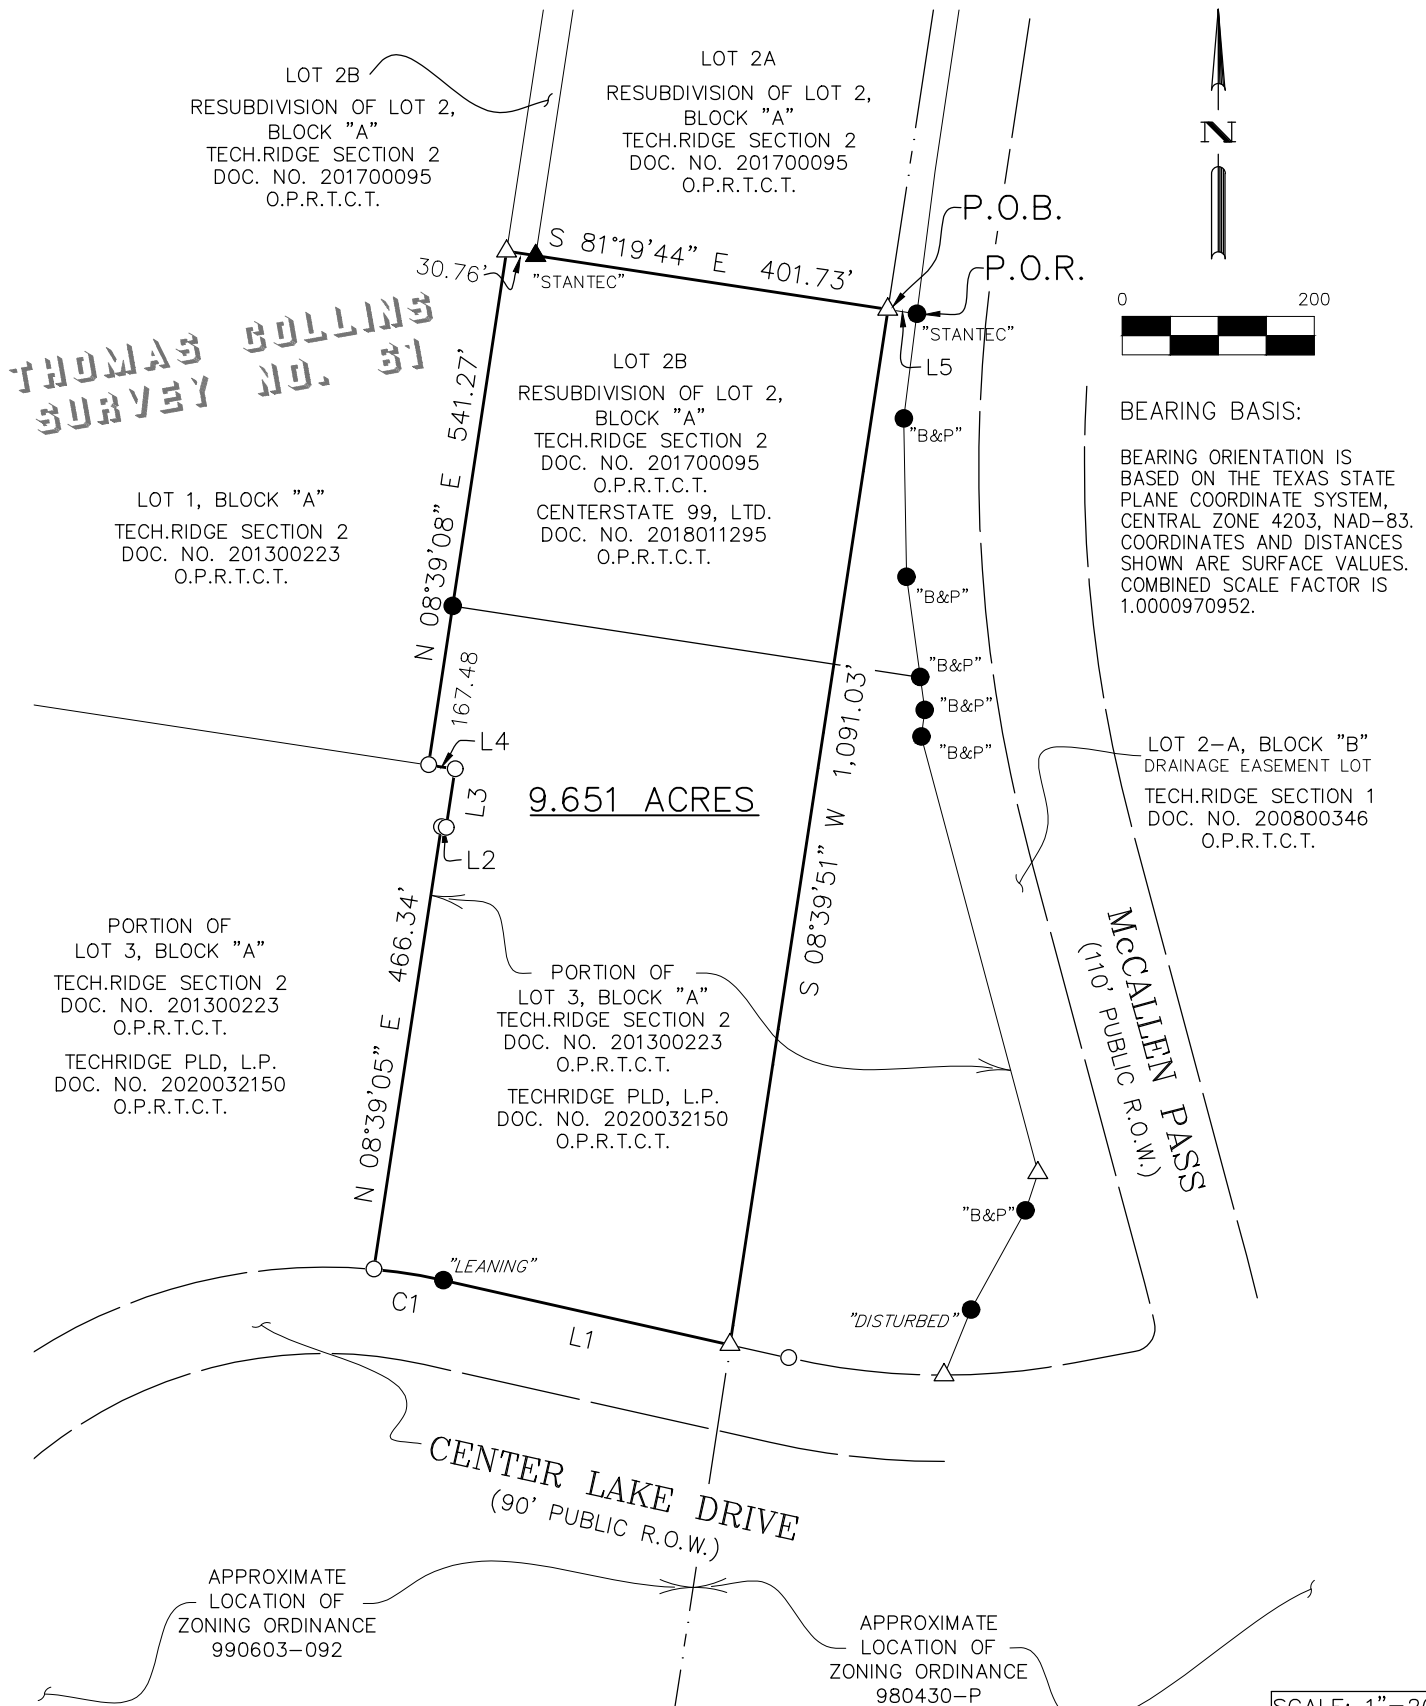 LOT 2B
RESUBDIVISION OF LOT 2,
BLOCK "A"
TECH.RIDGE SECTION 2
DOC. NO. 201700095
O.P.R.T.C.T.
LOT 2A
RESUBDIVISION OF LOT 2,
BLOCK "A"
TECH.RIDGE SECTION 2
DOC. NO. 201700095
O.P.R.T.C.T.
N
P.O.B.
P.O.R.
S 81°19'44" E 401.73'
30.76'
"STANTEC"
"STANTEC"
L5
0 200
THOMAS COLLINS
SURVEY NO. 61
LOT 2B
RESUBDIVISION OF LOT 2,
BLOCK "A"
TECH.RIDGE SECTION 2
DOC. NO. 201700095
O.P.R.T.C.T.
CENTERSTATE 99, LTD.
DOC. NO. 2018011295
O.P.R.T.C.T.
"B&P"
BEARING BASIS:
BEARING ORIENTATION IS
BASED ON THE TEXAS STATE
PLANE COORDINATE SYSTEM,
CENTRAL ZONE 4203, NAD-83.
COORDINATES AND DISTANCES
SHOWN ARE SURFACE VALUES.
COMBINED SCALE FACTOR IS
1.0000970952.
LOT 1, BLOCK "A"
TECH.RIDGE SECTION 2
DOC. NO. 201300223
O.P.R.T.C.T.
N 08°39'08" E 541.27'
"B&P"
"B&P"
"B&P"
"B&P"
167.48
L4
L3
L2
9.651 ACRES
S 08°39'51" W 1,091.03'
LOT 2-A, BLOCK "B"
DRAINAGE EASEMENT LOT
TECH.RIDGE SECTION 1
DOC. NO. 200800346
O.P.R.T.C.T.
PORTION OF
LOT 3, BLOCK "A"
TECH.RIDGE SECTION 2
DOC. NO. 201300223
O.P.R.T.C.T.
TECHRIDGE PLD, L.P.
DOC. NO. 2020032150
O.P.R.T.C.T.
N 08°39'05" E 466.34'
PORTION OF
LOT 3, BLOCK "A"
TECH.RIDGE SECTION 2
DOC. NO. 201300223
O.P.R.T.C.T.
TECHRIDGE PLD, L.P.
DOC. NO. 2020032150
O.P.R.T.C.T.
McCALLEN PASS
(110' PUBLIC R.O.W.)
"B&P"
"LEANING"
"DISTURBED"
C1
L1
CENTER LAKE DRIVE
(90' PUBLIC R.O.W.)
APPROXIMATE
LOCATION OF
ZONING ORDINANCE
990603-092
APPROXIMATE
LOCATION OF
ZONING ORDINANCE
980430-P